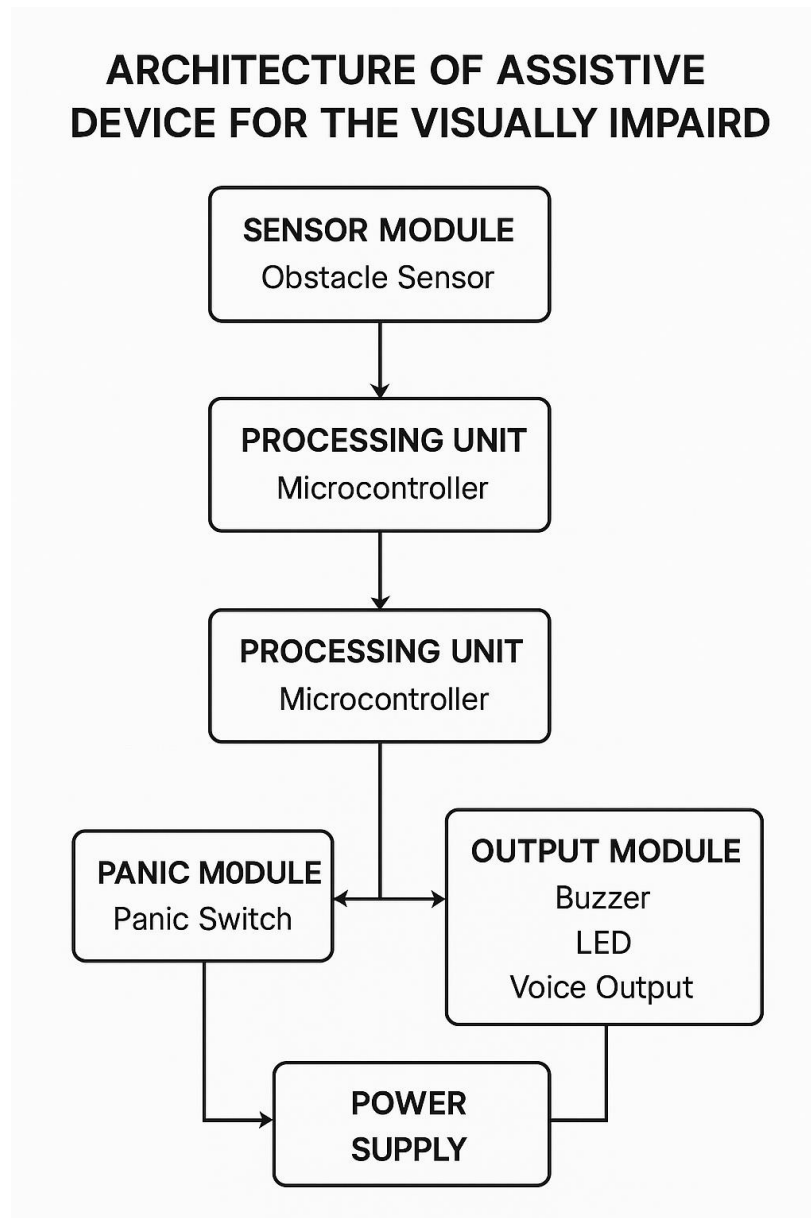 ARCHITECTURE OF ASSISTIVE
DEVICE FOR THE VISUALLY IMPAIRD
SENSOR MODULE
Obstacle Sensor
PROCESSING UNIT
Microcontroller
PROCESSING UNIT
Microcontroller
PANIC M0DULE
Panic Switch
OUTPUT MODULE
Buzzer
LED
Voice Output
POWER
SUPPLY